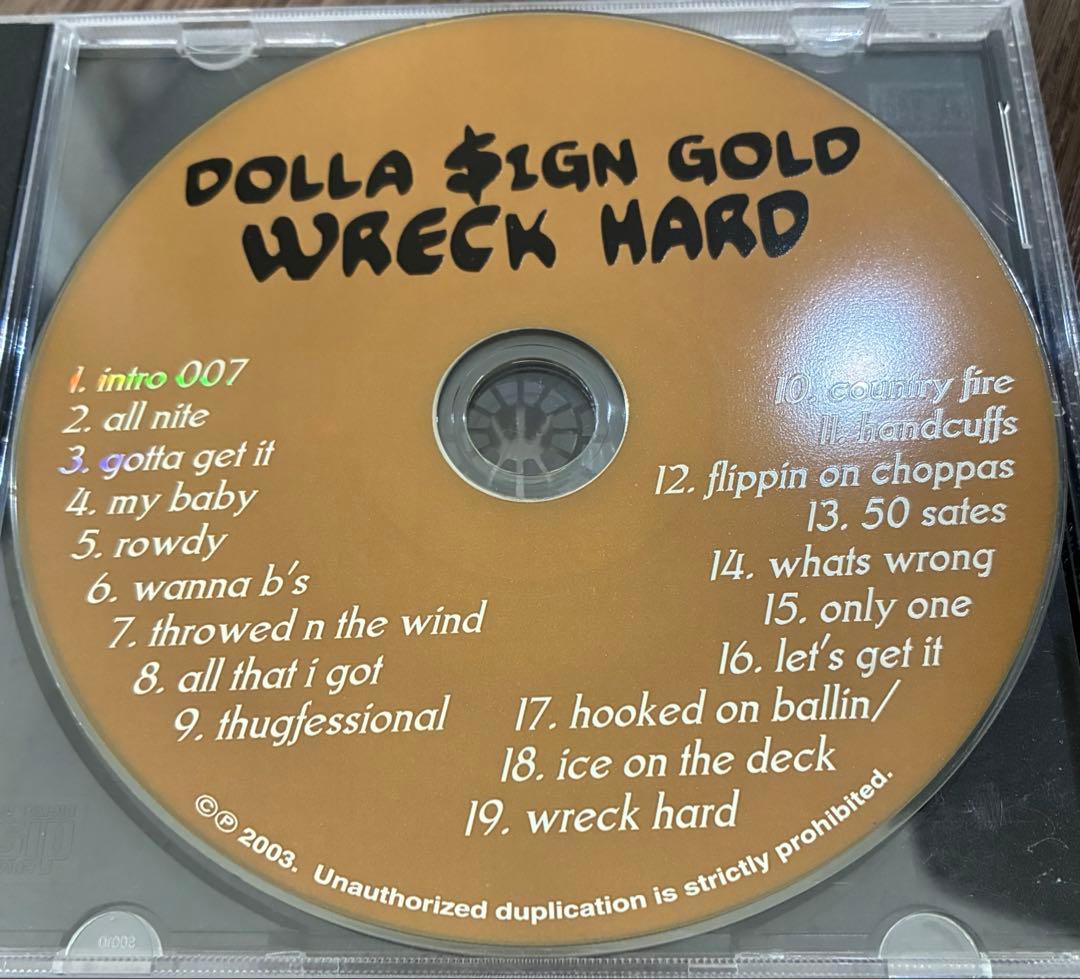 DOLLA $IGN GOLD
WRECK HARD
1. intro 007
2. all nite
3. gotta get it
4. my baby
5. rowdy
6. wanna b's
7. throwed n the wind
8. all that i got
9. thugfessional
10. country fire
11. handcuffs
12. flippin on choppas
13. 50 sates
14. whats wrong
15. only one
16. let's get it
17. hooked on ballin/
18. ice on the deck
19. wreck hard
©℗ 2003. Unauthorized duplication is strictly prohibited.